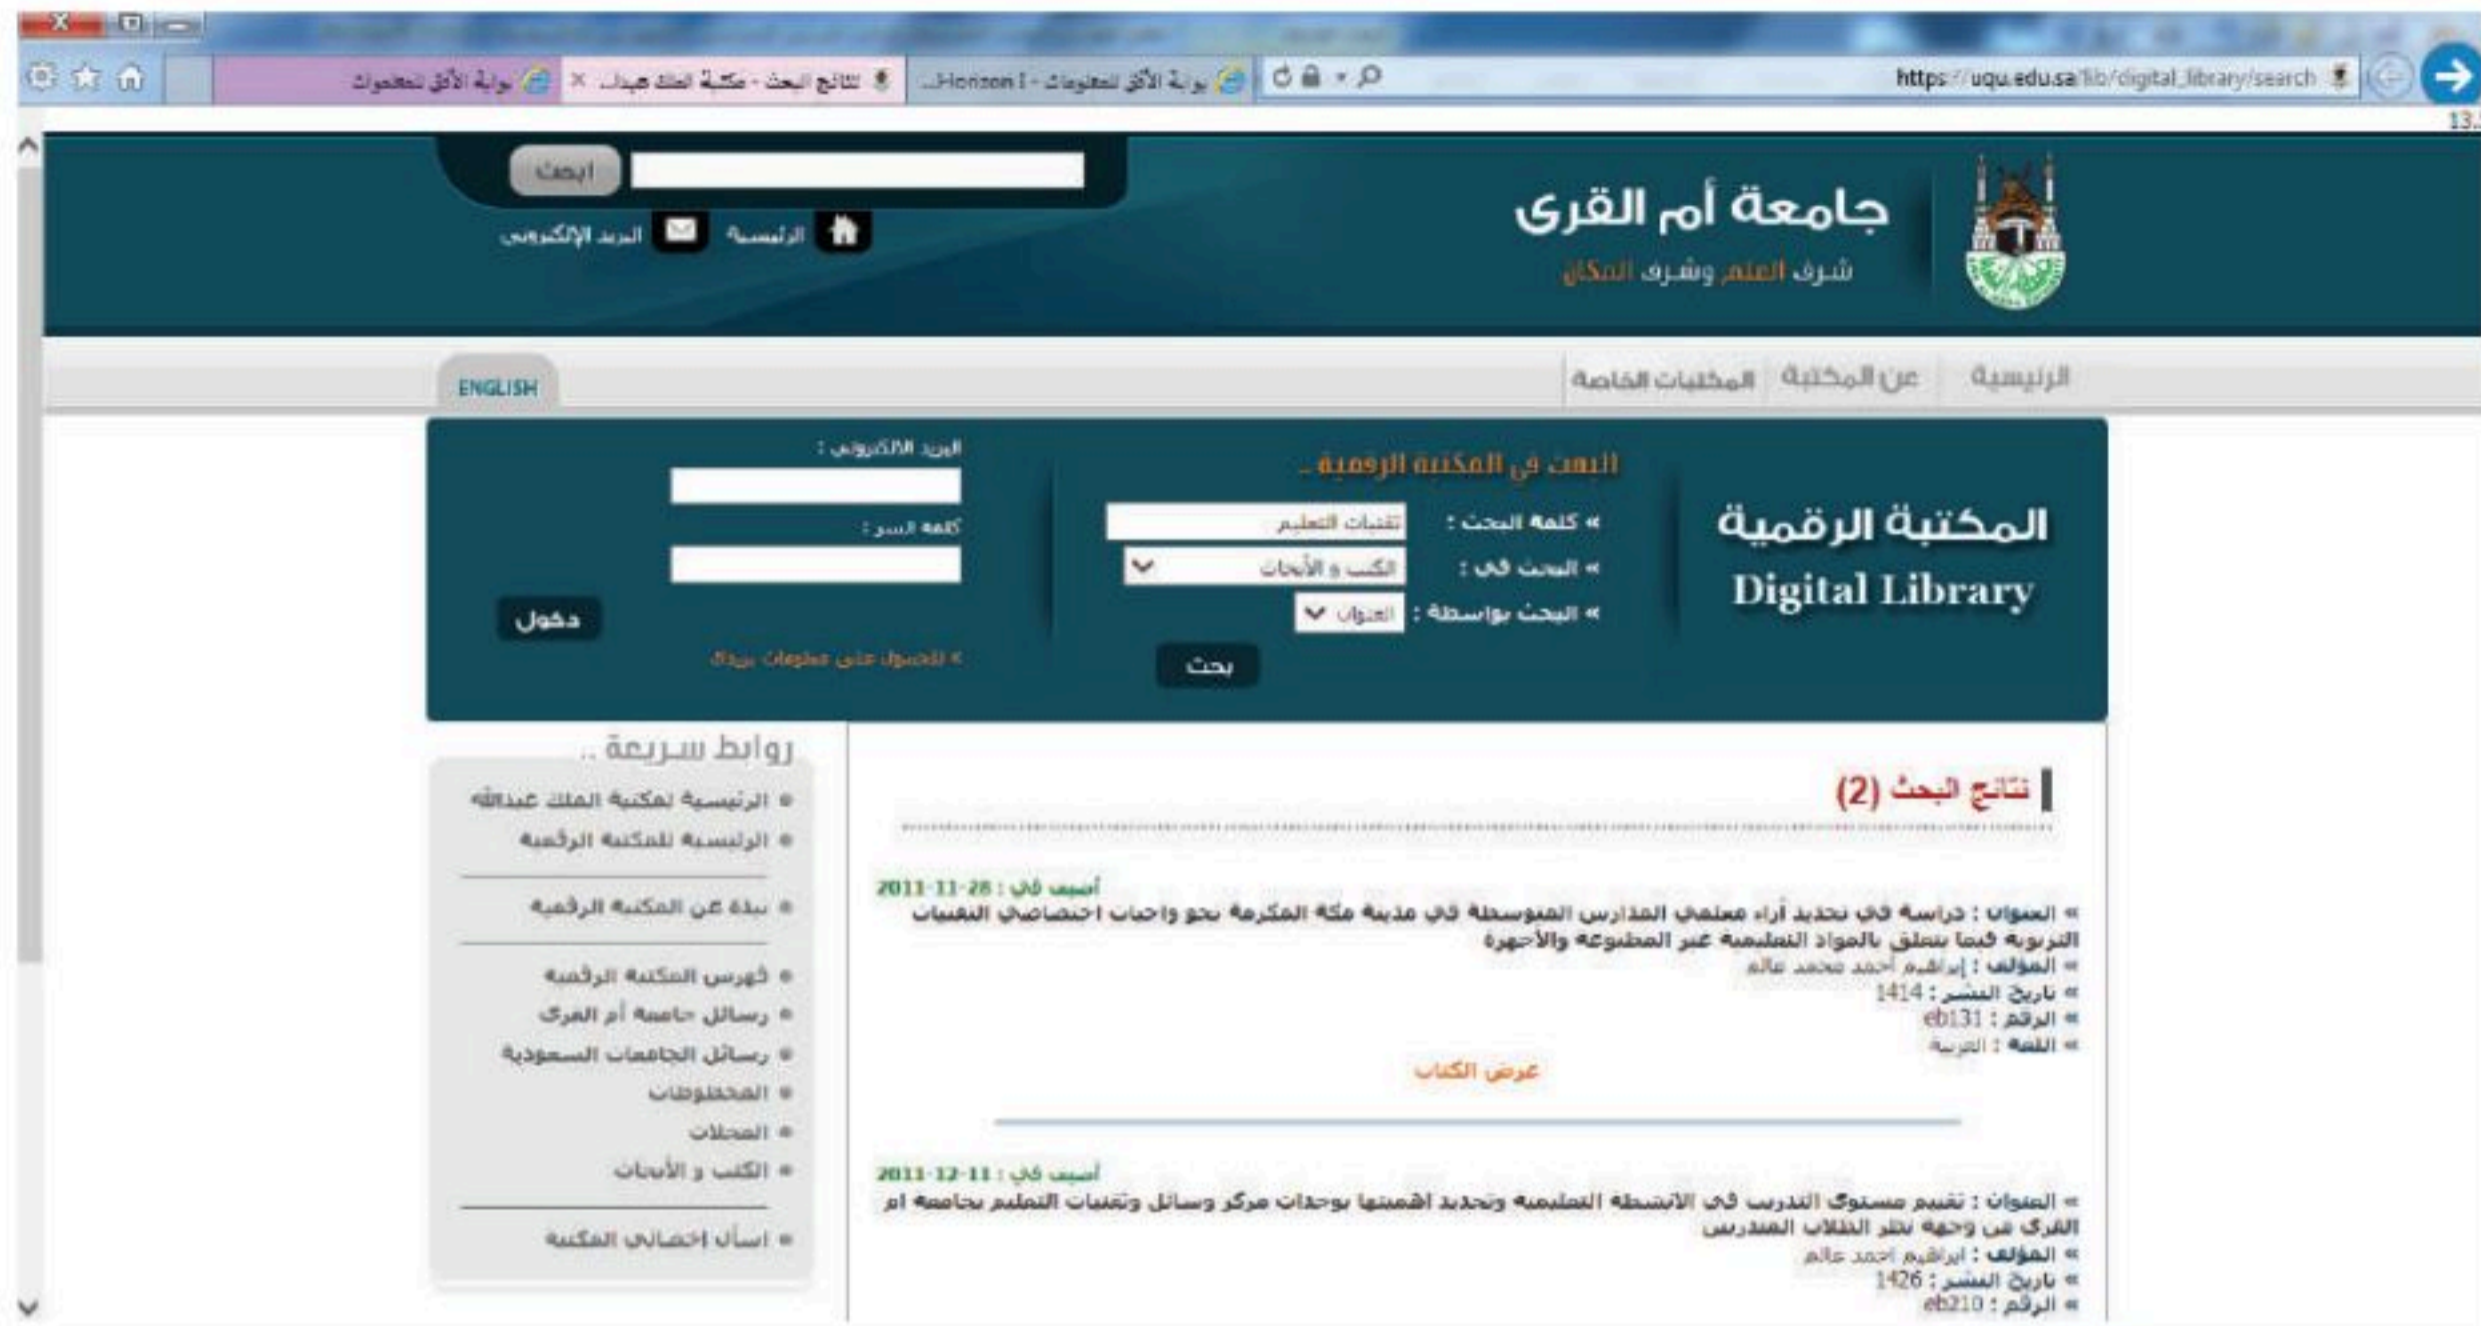 بوابة الأفق للمعلومات
نتائج البحث - مكتبة الملك عبدالـ...
بوابة الأفق للمعلومات - Horizon I...
https://uqu.edu.sa/lib/digital_library/search
ابحث
جامعة أم القرى
شرف العلم وشرف المكان
الرئيسية
البريد الإلكتروني
الرئيسية
عن المكتبة
المكتبات الخاصة
ENGLISH
المكتبة الرقمية
Digital Library
البحث في المكتبة الرقمية ..
» كلمة البحث : تقنيات التعليم
» البحث في : الكتب و الأبحاث
» البحث بواسطة : العنوان
بحث
البريد الالكتروني :
كلمة السر :
دخول
» للحصول على معلومات بريدك
نتائج البحث (2)
أضيف في : 28-11-2011
» العنوان : دراسة في تحديد آراء معلمي المدارس المتوسطة في مدينة مكة المكرمة نحو واجبات اختصاصي التقنيات
التربوية فيما يتعلق بالمواد التعليمية غير المطبوعة والأجهزة
» المؤلف : إبراهيم أحمد محمد عالم
» تاريخ النشر : 1414
» الرقم : eb131
» اللغة : العربية
عرض الكتاب
أضيف في : 11-12-2011
» العنوان : تقييم مستوى التدريب في الانشطة التعليمية وتحديد اهميتها بوحدات مركز وسائل وتقنيات التعليم بجامعة ام
القرى من وجهة نظر الطلاب المتدربين
» المؤلف : ابراهيم احمد عالم
» تاريخ النشر : 1426
» الرقم : eb210
روابط سريعة ..
الرئيسية لمكتبة الملك عبدالله
الرئيسية للمكتبة الرقمية
نبذة عن المكتبة الرقمية
فهرس المكتبة الرقمية
رسائل جامعة أم القرى
رسائل الجامعات السعودية
المخطوطات
المجلات
الكتب و الأبحاث
اسأل اخصائي المكتبة